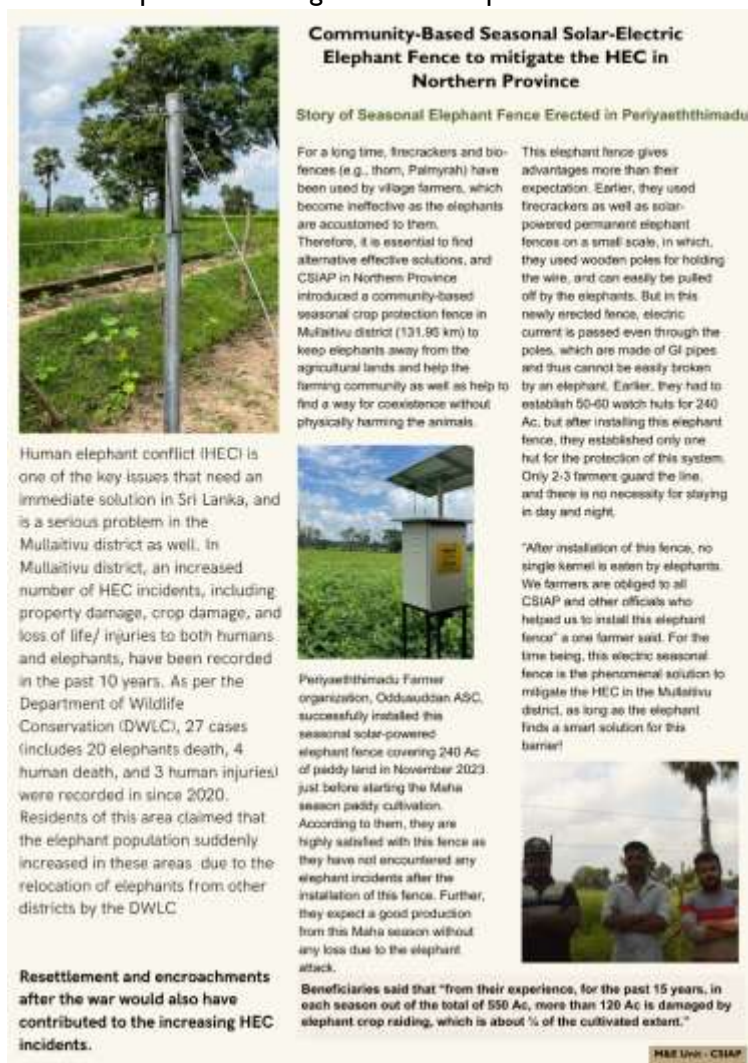 Community-Based Seasonal Solar-Electric
Elephant Fence to mitigate the HEC in
Northern Province
Story of Seasonal Elephant Fence Erected in Periyaeththimadu
Human elephant conflict (HEC) is
one of the key issues that need an
immediate solution in Sri Lanka, and
is a serious problem in the
Mullaitivu district as well. In
Mullaitivu district, an increased
number of HEC incidents, including
property damage, crop damage, and
loss of life/ injuries to both humans
and elephants, have been recorded
in the past 10 years. As per the
Department of Wildlife
Conservation (DWLC), 27 cases
(includes 20 elephants death, 4
human death, and 3 human injuries)
were recorded in since 2020.
Residents of this area claimed that
the elephant population suddenly
increased in these areas due to the
relocation of elephants from other
districts by the DWLC
Resettlement and encroachments
after the war would also have
contributed to the increasing HEC
incidents.
For a long time, firecrackers and bio-
fences (e.g., thorn, Palmyrah) have
been used by village farmers, which
become ineffective as the elephants
are accustomed to them.
Therefore, it is essential to find
alternative effective solutions, and
CSIAP in Northern Province
introduced a community-based
seasonal crop protection fence in
Mullaitivu district (131.95 km) to
keep elephants away from the
agricultural lands and help the
farming community as well as help to
find a way for coexistence without
physically harming the animals.
Periyaeththimadu Farmer
organization, Oddusuddan ASC,
successfully installed this
seasonal solar-powered
elephant fence covering 240 Ac
of paddy land in November 2023
just before starting the Maha
season paddy cultivation.
According to them, they are
highly satisfied with this fence as
they have not encountered any
elephant incidents after the
installation of this fence. Further,
they expect a good production
from this Maha season without
any loss due to the elephant
attack.
This elephant fence gives
advantages more than their
expectation. Earlier, they used
firecrackers as well as solar-
powered permanent elephant
fences on a small scale, in which,
they used wooden poles for holding
the wire, and can easily be pulled
off by the elephants. But in this
newly erected fence, electric
current is passed even through the
poles, which are made of GI pipes
and thus cannot be easily broken
by an elephant. Earlier, they had to
establish 50-60 watch huts for 240
Ac, but after installing this elephant
fence, they established only one
hut for the protection of this system.
Only 2-3 farmers guard the line,
and there is no necessity for staying
in day and night.
"After installation of this fence, no
single kernel is eaten by elephants.
We farmers are obliged to all
CSIAP and other officials who
helped us to install this elephant
fence" a one farmer said. For the
time being, this electric seasonal
fence is the phenomenal solution to
mitigate the HEC in the Mullaitivu
district, as long as the elephant
finds a smart solution for this
barrier!
Beneficiaries said that "from their experience, for the past 15 years, in
each season out of the total of 550 Ac, more than 120 Ac is damaged by
elephant crop raiding, which is about of the cultivated extent."
M&E Unit - CSIAP